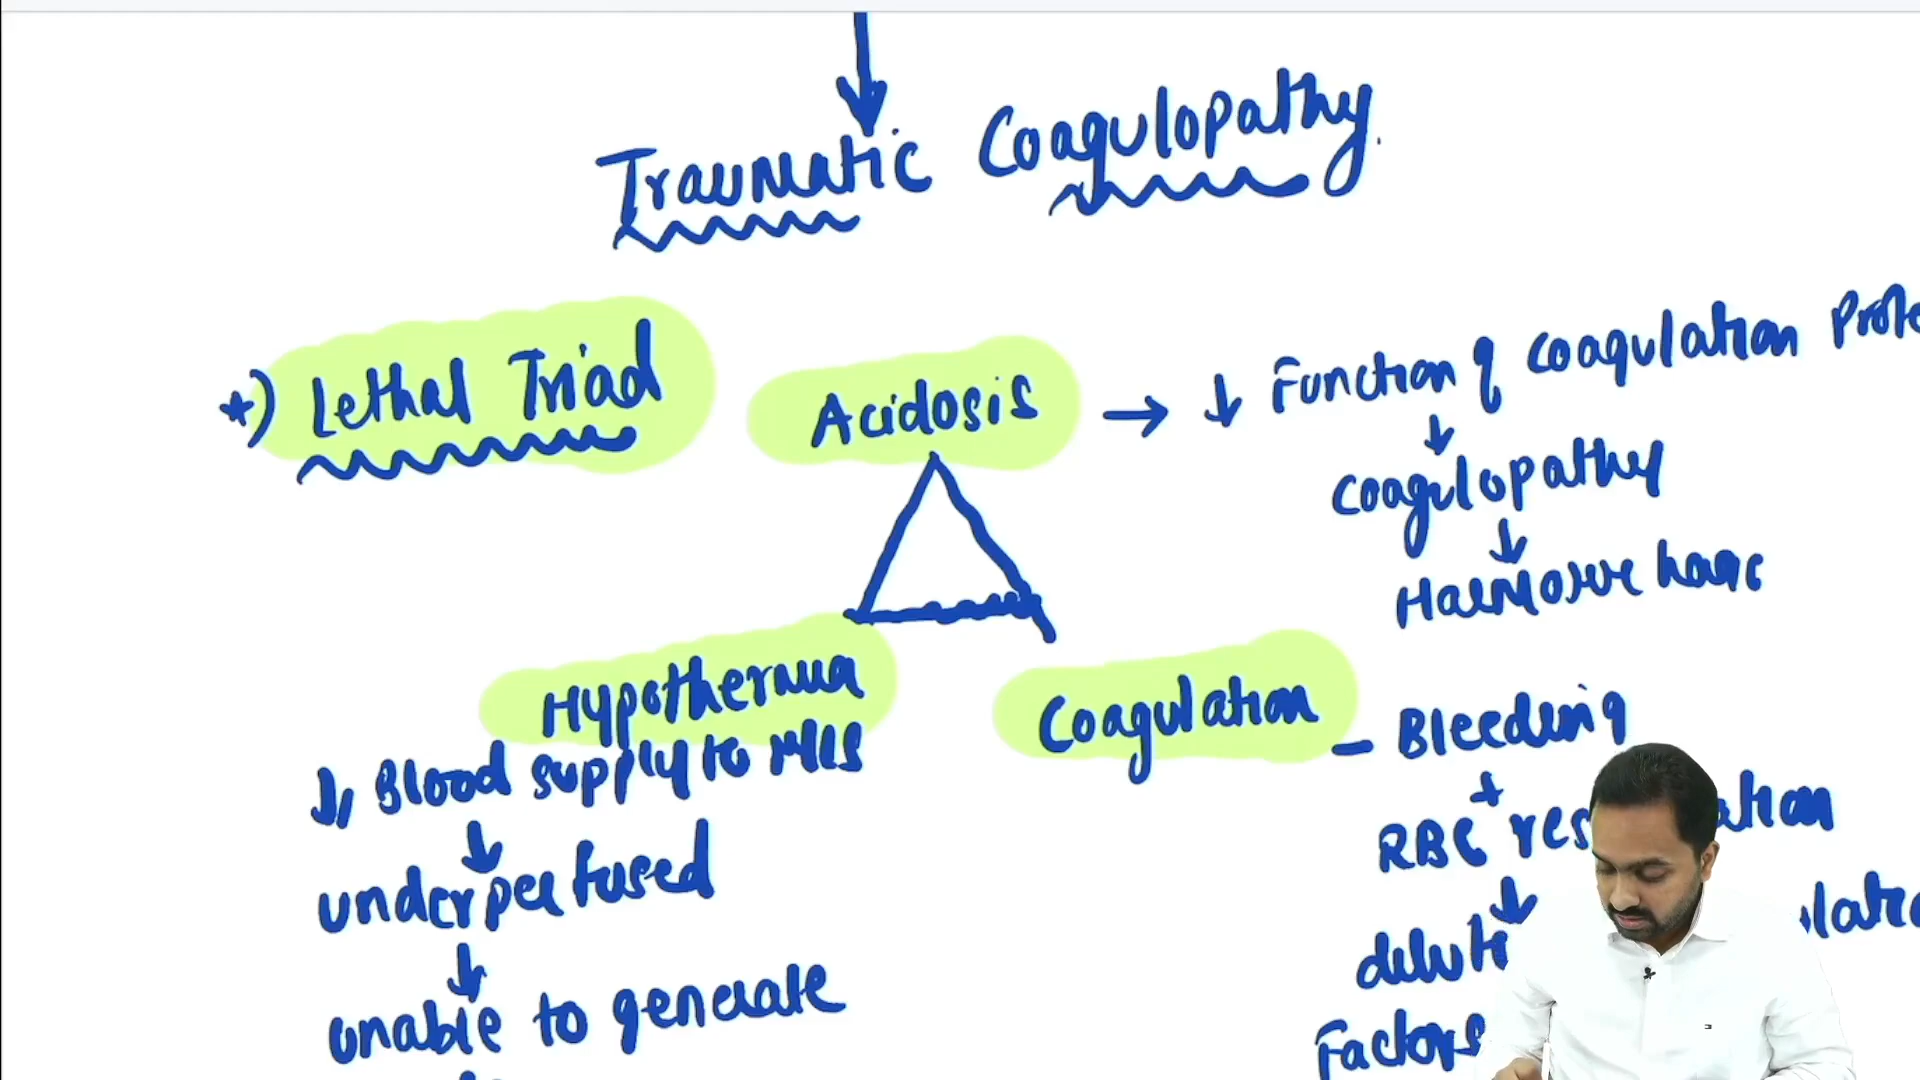 Traumatic Coagulopathy.
*) Lethal Triad
Acidosis → ↓ Function of coagulation
↓
coagulopathy
↓
Haemorrhage
Hypothermia
↓ Blood supply to MLS
↓
underperfused
↓
unable to generate
Coagulation – Bleeding
+
RBC
↓
Factors